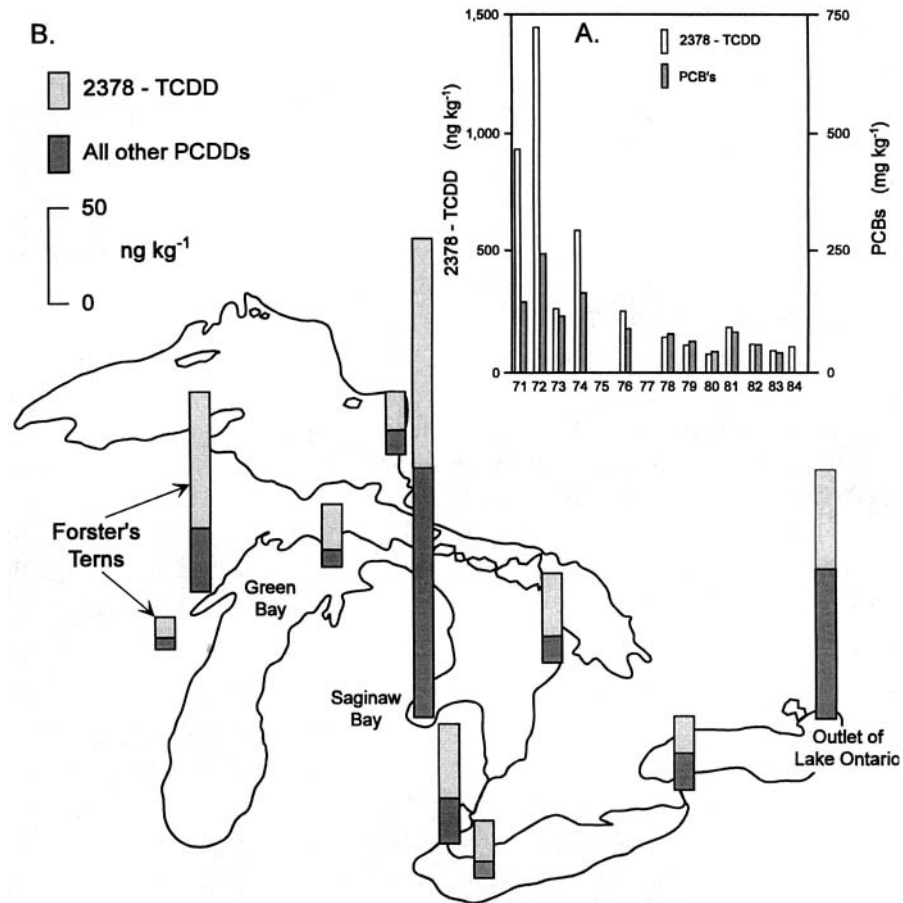 B.
2378 - TCDD
All other PCDDs
50
ng kg⁻¹
0
A.
2378 - TCDD
PCB's
1,500
1,000
500
0
2378 - TCDD (ng kg⁻¹)
750
500
250
0
PCBs (mg kg⁻¹)
71 72 73 74 75 76 77 78 79 80 81 82 83 84
Forster's
Terns
Green
Bay
Saginaw
Bay
Outlet of
Lake Ontario